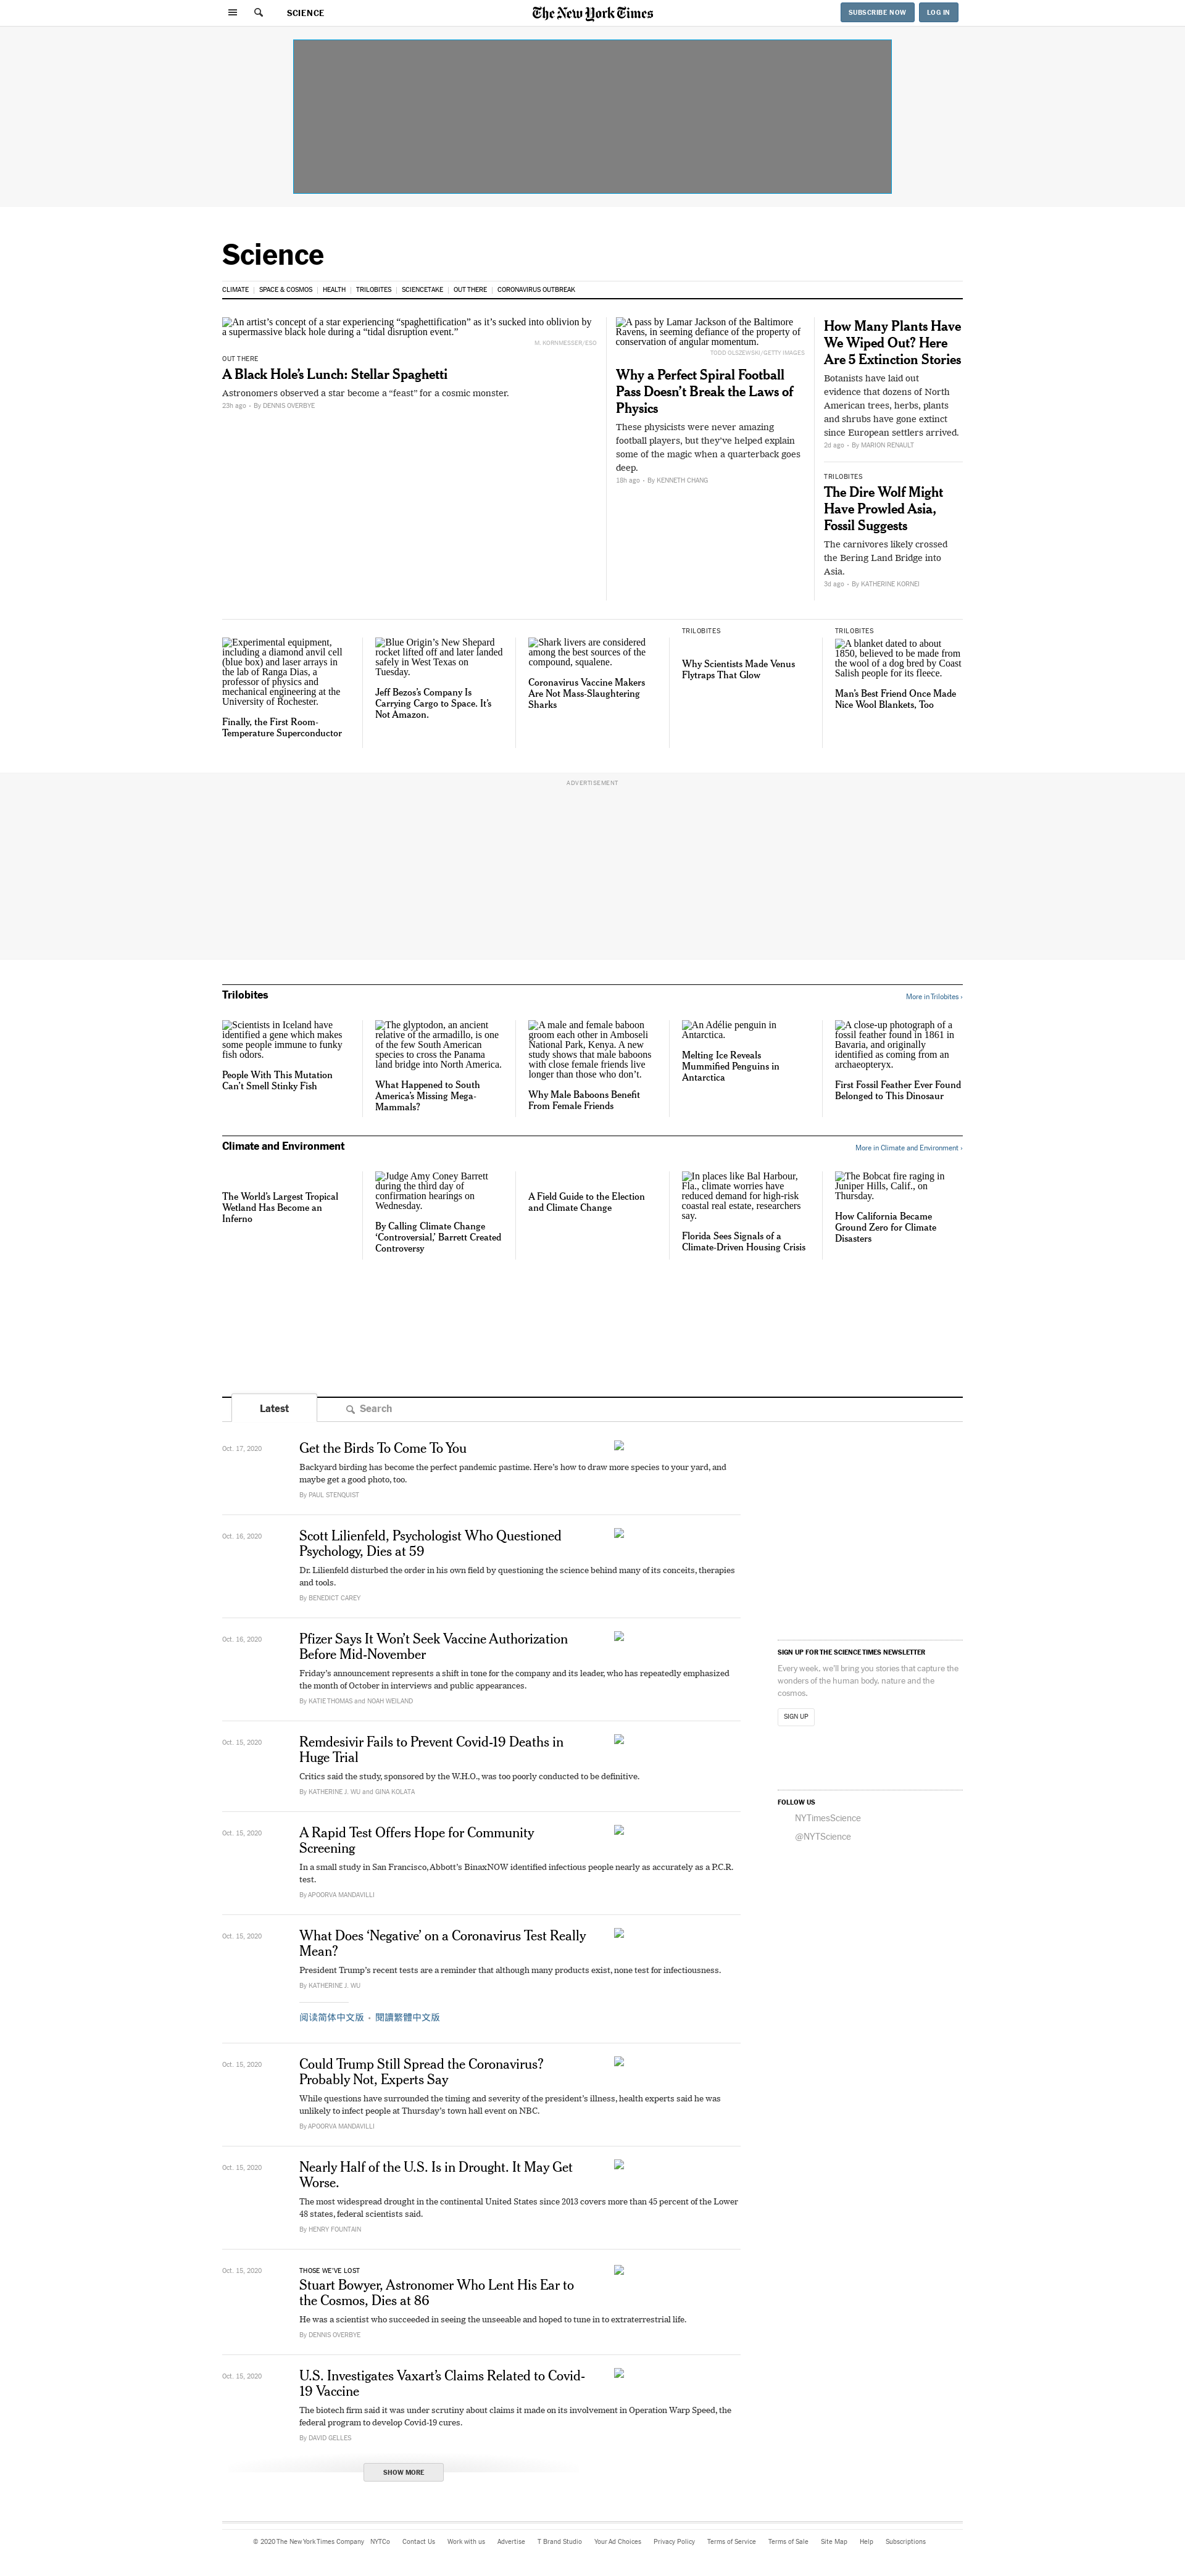 SCIENCE
The New York Times
SUBSCRIBE NOW
LOG IN
Science
CLIMATE
SPACE & COSMOS
HEALTH
TRILOBITES
SCIENCETAKE
OUT THERE
CORONAVIRUS OUTBREAK
An artist’s concept of a star experiencing “spaghettification” as it’s sucked into oblivion by
a supermassive black hole during a “tidal disruption event.”
M. KORNMESSER/ESO
OUT THERE
A Black Hole’s Lunch: Stellar Spaghetti
Astronomers observed a star become a “feast” for a cosmic monster.
23h ago • By DENNIS OVERBYE
A pass by Lamar Jackson of the Baltimore
Ravens, in seeming defiance of the property of
conservation of angular momentum.
TODD OLSZEWSKI/GETTY IMAGES
Why a Perfect Spiral Football
Pass Doesn’t Break the Laws of
Physics
These physicists were never amazing
football players, but they’ve helped explain
some of the magic when a quarterback goes
deep.
18h ago • By KENNETH CHANG
How Many Plants Have
We Wiped Out? Here
Are 5 Extinction Stories
Botanists have laid out
evidence that dozens of North
American trees, herbs, plants
and shrubs have gone extinct
since European settlers arrived.
2d ago • By MARION RENAULT
TRILOBITES
The Dire Wolf Might
Have Prowled Asia,
Fossil Suggests
The carnivores likely crossed
the Bering Land Bridge into
Asia.
3d ago • By KATHERINE KORNEI
Experimental equipment,
including a diamond anvil cell
(blue box) and laser arrays in
the lab of Ranga Dias, a
professor of physics and
mechanical engineering at the
University of Rochester.
Finally, the First Room-
Temperature Superconductor
Blue Origin’s New Shepard
rocket lifted off and later landed
safely in West Texas on
Tuesday.
Jeff Bezos’s Company Is
Carrying Cargo to Space. It’s
Not Amazon.
Shark livers are considered
among the best sources of the
compound, squalene.
Coronavirus Vaccine Makers
Are Not Mass-Slaughtering
Sharks
TRILOBITES
Why Scientists Made Venus
Flytraps That Glow
TRILOBITES
A blanket dated to about
1850, believed to be made from
the wool of a dog bred by Coast
Salish people for its fleece.
Man’s Best Friend Once Made
Nice Wool Blankets, Too
ADVERTISEMENT
Trilobites
More in Trilobites ›
Scientists in Iceland have
identified a gene which makes
some people immune to funky
fish odors.
People With This Mutation
Can’t Smell Stinky Fish
The glyptodon, an ancient
relative of the armadillo, is one
of the few South American
species to cross the Panama
land bridge into North America.
What Happened to South
America’s Missing Mega-
Mammals?
A male and female baboon
groom each other in Amboseli
National Park, Kenya. A new
study shows that male baboons
with close female friends live
longer than those who don’t.
Why Male Baboons Benefit
From Female Friends
An Adélie penguin in
Antarctica.
Melting Ice Reveals
Mummified Penguins in
Antarctica
A close-up photograph of a
fossil feather found in 1861 in
Bavaria, and originally
identified as coming from an
archaeopteryx.
First Fossil Feather Ever Found
Belonged to This Dinosaur
Climate and Environment
More in Climate and Environment ›
The World’s Largest Tropical
Wetland Has Become an
Inferno
Judge Amy Coney Barrett
during the third day of
confirmation hearings on
Wednesday.
By Calling Climate Change
‘Controversial,’ Barrett Created
Controversy
A Field Guide to the Election
and Climate Change
In places like Bal Harbour,
Fla., climate worries have
reduced demand for high-risk
coastal real estate, researchers
say.
Florida Sees Signals of a
Climate-Driven Housing Crisis
The Bobcat fire raging in
Juniper Hills, Calif., on
Thursday.
How California Became
Ground Zero for Climate
Disasters
Latest
Search
Oct. 17, 2020
Get the Birds To Come To You
Backyard birding has become the perfect pandemic pastime. Here’s how to draw more species to your yard, and
maybe get a good photo, too.
By PAUL STENQUIST
Oct. 16, 2020
Scott Lilienfeld, Psychologist Who Questioned
Psychology, Dies at 59
Dr. Lilienfeld disturbed the order in his own field by questioning the science behind many of its conceits, therapies
and tools.
By BENEDICT CAREY
Oct. 16, 2020
Pfizer Says It Won’t Seek Vaccine Authorization
Before Mid-November
Friday’s announcement represents a shift in tone for the company and its leader, who has repeatedly emphasized
the month of October in interviews and public appearances.
By KATIE THOMAS and NOAH WEILAND
Oct. 15, 2020
Remdesivir Fails to Prevent Covid-19 Deaths in
Huge Trial
Critics said the study, sponsored by the W.H.O., was too poorly conducted to be definitive.
By KATHERINE J. WU and GINA KOLATA
Oct. 15, 2020
A Rapid Test Offers Hope for Community
Screening
In a small study in San Francisco, Abbott’s BinaxNOW identified infectious people nearly as accurately as a P.C.R.
test.
By APOORVA MANDAVILLI
Oct. 15, 2020
What Does ‘Negative’ on a Coronavirus Test Really
Mean?
President Trump’s recent tests are a reminder that although many products exist, none test for infectiousness.
By KATHERINE J. WU
阅读简体中文版 • 閱讀繁體中文版
Oct. 15, 2020
Could Trump Still Spread the Coronavirus?
Probably Not, Experts Say
While questions have surrounded the timing and severity of the president’s illness, health experts said he was
unlikely to infect people at Thursday’s town hall event on NBC.
By APOORVA MANDAVILLI
Oct. 15, 2020
Nearly Half of the U.S. Is in Drought. It May Get
Worse.
The most widespread drought in the continental United States since 2013 covers more than 45 percent of the Lower
48 states, federal scientists said.
By HENRY FOUNTAIN
Oct. 15, 2020
THOSE WE’VE LOST
Stuart Bowyer, Astronomer Who Lent His Ear to
the Cosmos, Dies at 86
He was a scientist who succeeded in seeing the unseeable and hoped to tune in to extraterrestrial life.
By DENNIS OVERBYE
Oct. 15, 2020
U.S. Investigates Vaxart’s Claims Related to Covid-
19 Vaccine
The biotech firm said it was under scrutiny about claims it made on its involvement in Operation Warp Speed, the
federal program to develop Covid-19 cures.
By DAVID GELLES
SHOW MORE
SIGN UP FOR THE SCIENCE TIMES NEWSLETTER
Every week, we’ll bring you stories that capture the
wonders of the human body, nature and the
cosmos.
SIGN UP
FOLLOW US
NYTimesScience
@NYTScience
© 2020 The New York Times Company
NYTCo
Contact Us
Work with us
Advertise
T Brand Studio
Your Ad Choices
Privacy Policy
Terms of Service
Terms of Sale
Site Map
Help
Subscriptions